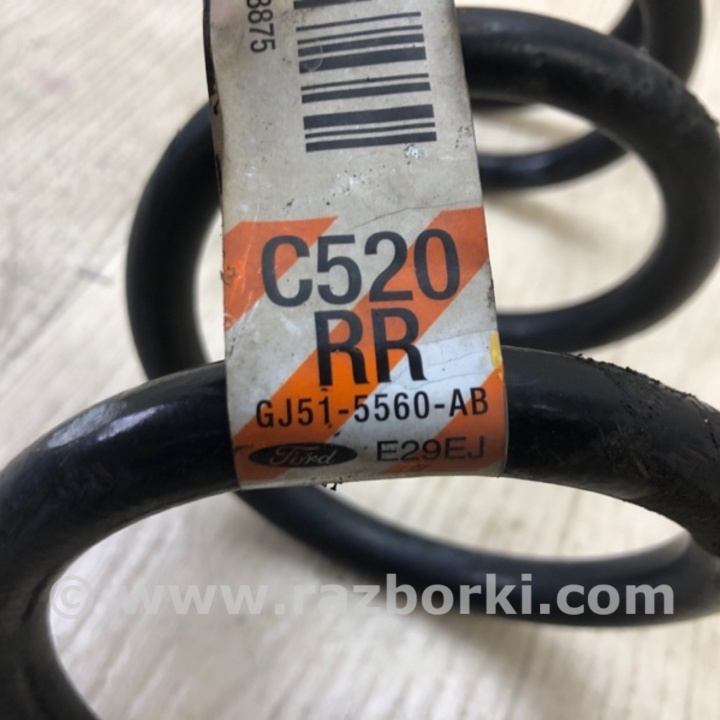 3875
C520
RR
GJ51-5560-AB
Ford E29EJ
© www.razborki.com